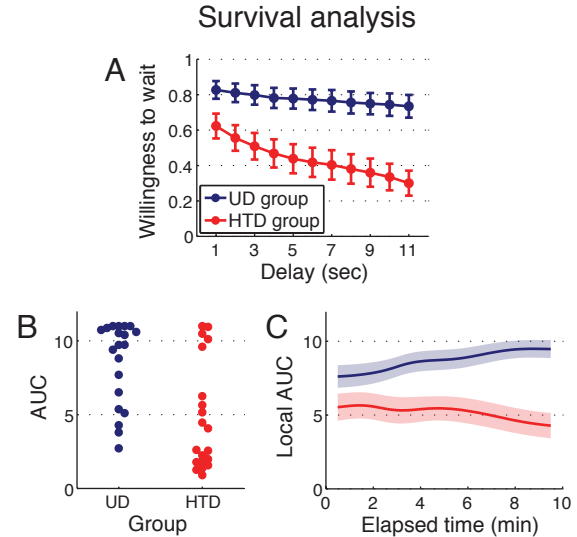 Survival analysis
A
Willingness to wait
1
0.8
0.6
0.4
0.2
0
UD group
HTD group
1 3 5 7 9 11
Delay (sec)
B
AUC
10
5
0
UD HTD
Group
C
Local AUC
10
5
0
0 2 4 6 8 10
Elapsed time (min)